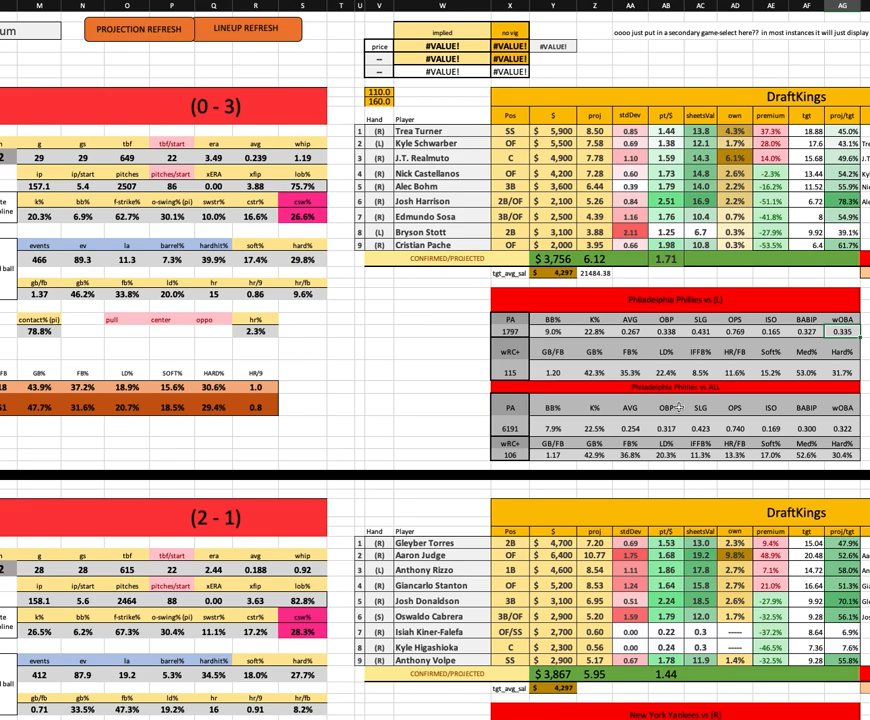 M N O P Q R S T U V W X Y Z AA AB AC AD AE AF AG
um PROJECTION REFRESH LINEUP REFRESH implied no vig oooo just put in a secondary game-select here?? in most instances it will just display
price #VALUE! #VALUE! #VALUE!
-- #VALUE! #VALUE!
-- #VALUE! #VALUE!
110.0
160.0
(0 - 3) DraftKings
Hand Player Pos $ proj stdDev pt/$ sheetsVal own premium tgt proj/tgt
1 (R) Trea Turner SS $ 5,900 8.50 0.85 1.44 13.8 4.3% 37.3% 18.88 45.0%
2 (L) Kyle Schwarber OF $ 5,500 7.58 0.69 1.38 12.1 1.7% 28.0% 17.6 43.1%
3 (R) J.T. Realmuto C $ 4,900 7.78 1.10 1.59 14.3 6.1% 14.0% 15.68 49.6%
4 (R) Nick Castellanos OF $ 4,200 7.28 0.60 1.73 14.8 2.6% -2.3% 13.44 54.2%
5 (R) Alec Bohm 3B $ 3,600 6.44 0.39 1.79 14.0 2.2% -16.2% 11.52 55.9%
6 (R) Josh Harrison 2B/OF $ 2,100 5.26 0.84 2.51 16.9 2.2% -51.1% 6.72 78.3%
7 (R) Edmundo Sosa 3B/OF $ 2,500 4.39 1.16 1.76 10.4 0.7% -41.8% 8 54.9%
8 (L) Bryson Stott 2B $ 3,100 3.88 2.11 1.25 6.7 0.3% -27.9% 9.92 39.1%
9 (R) Cristian Pache OF $ 2,000 3.95 0.66 1.98 10.8 0.3% -53.5% 6.4 61.7%
CONFIRMED/PROJECTED $ 3,756 6.12 1.71
tgt_avg_sal $ 4,297 21484.38
g gs tbf tbf/start era avg whip
2 29 29 649 22 3.49 0.239 1.19
ip ip/start pitches pitches/start xERA xfip lob%
157.1 5.4 2507 86 0.00 3.88 75.7%
k% bb% f-strike% o-swing% (pi) swstr% cstr% csw%
20.3% 6.9% 62.7% 30.1% 10.0% 16.6% 26.6%
events ev la barrel% hardhit% soft% hard%
466 89.3 11.3 7.3% 39.9% 17.4% 29.8%
gb/fb gb% fb% ld% hr hr/9 hr/fb
1.37 46.2% 33.8% 20.0% 15 0.86 9.6%
contact% (pi) pull center oppo hr%
78.8% 2.3%
FB GB% FB% LD% SOFT% HARD% HR/9
18 43.9% 37.2% 18.9% 15.6% 30.6% 1.0
51 47.7% 31.6% 20.7% 18.5% 29.4% 0.8
Philadelphia Phillies vs (L)
PA BB% K% AVG OBP SLG OPS ISO BABIP wOBA
1797 9.0% 22.8% 0.267 0.338 0.431 0.769 0.165 0.327 0.335
wRC+ GB/FB GB% FB% LD% IFFB% HR/FB Soft% Med% Hard%
115 1.20 42.3% 35.3% 22.4% 8.5% 11.6% 15.2% 53.0% 31.7%
Philadelphia Phillies vs ALL
PA BB% K% AVG OBP SLG OPS ISO BABIP wOBA
6191 7.9% 22.5% 0.254 0.317 0.423 0.740 0.169 0.300 0.322
wRC+ GB/FB GB% FB% LD% IFFB% HR/FB Soft% Med% Hard%
106 1.17 42.9% 36.8% 20.3% 11.3% 13.3% 17.0% 52.6% 30.4%
(2 - 1) DraftKings
Hand Player Pos $ proj stdDev pt/$ sheetsVal own premium tgt proj/tgt
1 (R) Gleyber Torres 2B $ 4,700 7.20 0.69 1.53 13.0 1.5% 9.4% 15.04 47.9%
2 (R) Aaron Judge OF $ 6,400 10.77 1.75 1.68 19.2 9.8% 48.9% 20.48 52.6%
3 (L) Anthony Rizzo 1B $ 4,600 8.54 1.24 1.86 17.8 2.7% 7.1% 14.72 58.0%
4 (R) Giancarlo Stanton OF $ 5,200 8.53 1.24 1.64 15.8 2.7% 21.0% 16.64 51.3%
5 (R) Josh Donaldson 3B $ 3,100 6.95 0.51 2.24 18.5 2.6% -27.9% 9.92 70.1%
6 (S) Oswaldo Cabrera 3B/OF $ 2,900 5.20 1.59 1.79 12.0 1.7% -32.5% 9.28 56.1%
7 (R) Isiah Kiner-Falefa OF/SS $ 2,700 0.60 0.00 0.22 0.3 ----- -37.2% 8.64 6.9%
8 (R) Kyle Higashioka C $ 2,300 0.56 0.00 0.24 0.3 ----- -46.5% 7.36 7.6%
9 (R) Anthony Volpe SS $ 2,900 5.17 0.67 1.78 11.9 1.4% -32.5% 9.28 55.8%
CONFIRMED/PROJECTED $ 3,867 5.95 1.44
tgt_avg_sal $ 4,297
g gs tbf tbf/start era avg whip
2 28 28 615 22 2.44 0.188 0.92
ip ip/start pitches pitches/start xERA xfip lob%
158.1 5.6 2464 88 0.00 3.63 82.8%
k% bb% f-strike% o-swing% (pi) swstr% cstr% csw%
26.5% 6.2% 67.3% 30.4% 11.1% 17.2% 28.3%
events ev la barrel% hardhit% soft% hard%
412 87.9 19.2 5.3% 34.5% 18.0% 27.7%
gb/fb gb% fb% ld% hr hr/9 hr/fb
0.71 33.5% 47.3% 19.2% 16 0.91 8.2%
New York Yankees vs (R)